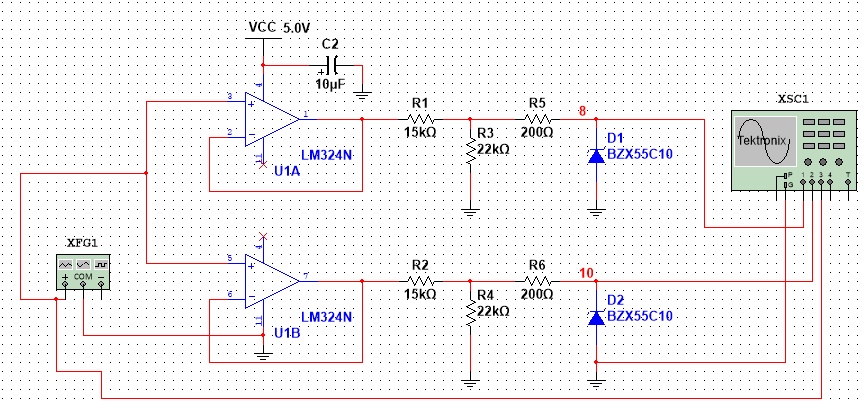 VCC 5.0V
C2
+
10µF
XSC1
R1
R5
8
3
4
1
+
15kΩ
R3
200Ω
D1
Tektronix
2
−
LM324N
22kΩ
BZX55C10
11
U1A
P
G
1 2 3 4 T
XFG1
4
R2
R6
10
5
+
7
15kΩ
R4
200Ω
D2
+ COM −
6
−
LM324N
22kΩ
BZX55C10
11
U1B